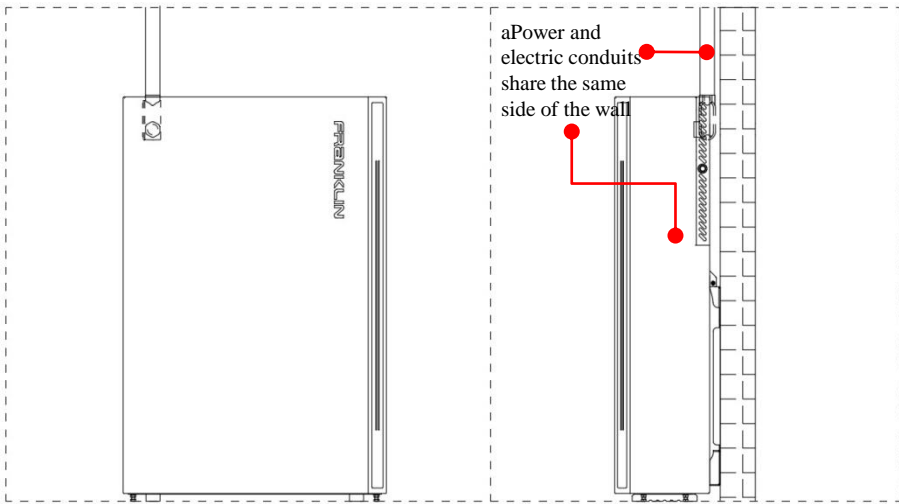 aPower and
electric conduits
share the same
side of the wall
FRANKLIN